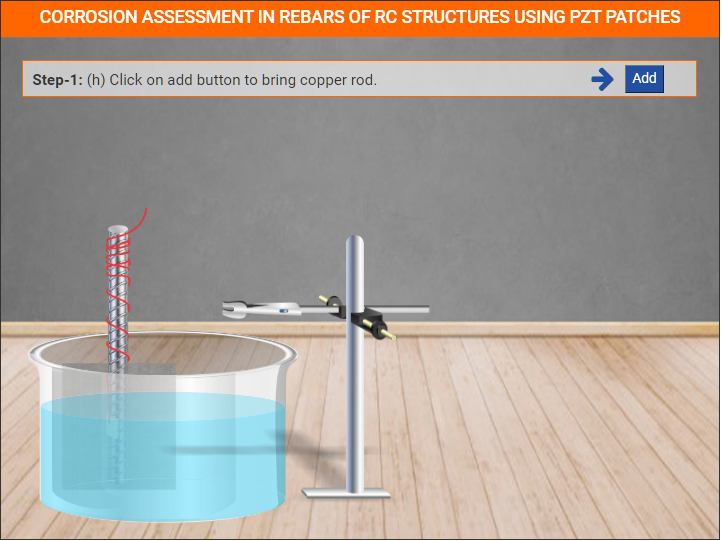 CORROSION ASSESSMENT IN REBARS OF RC STRUCTURES USING PZT PATCHES
Step-1: (h) Click on add button to bring copper rod.
Add